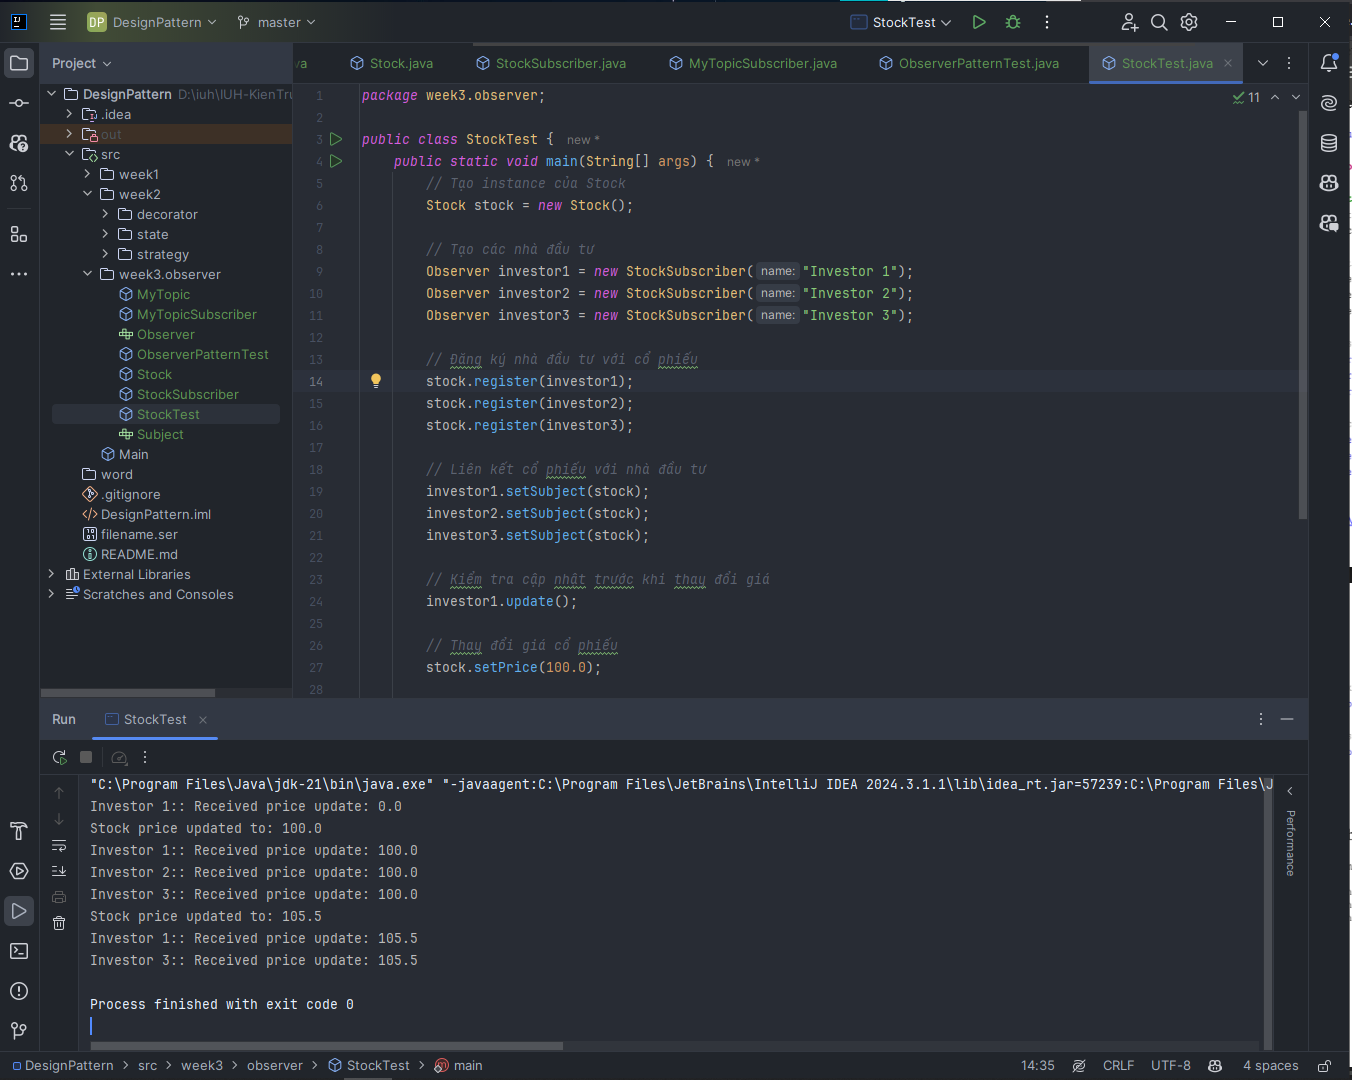 DP DesignPattern master StockTest
Project
va Stock.java StockSubscriber.java MyTopicSubscriber.java ObserverPatternTest.java StockTest.java
DesignPattern D:\iuh\IUH-KienTru
.idea
out
src
week1
week2
decorator
state
strategy
week3.observer
MyTopic
MyTopicSubscriber
Observer
ObserverPatternTest
Stock
StockSubscriber
StockTest
Subject
Main
word
.gitignore
DesignPattern.iml
filename.ser
README.md
External Libraries
Scratches and Consoles
11
1 package week3.observer;
2
3 public class StockTest { new *
4 public static void main(String[] args) { new *
5 // Tạo instance của Stock
6 Stock stock = new Stock();
7
8 // Tạo các nhà đầu tư
9 Observer investor1 = new StockSubscriber( name: "Investor 1");
10 Observer investor2 = new StockSubscriber( name: "Investor 2");
11 Observer investor3 = new StockSubscriber( name: "Investor 3");
12
13 // Đăng ký nhà đầu tư với cổ phiếu
14 stock.register(investor1);
15 stock.register(investor2);
16 stock.register(investor3);
17
18 // Liên kết cổ phiếu với nhà đầu tư
19 investor1.setSubject(stock);
20 investor2.setSubject(stock);
21 investor3.setSubject(stock);
22
23 // Kiểm tra cập nhật trước khi thay đổi giá
24 investor1.update();
25
26 // Thay đổi giá cổ phiếu
27 stock.setPrice(100.0);
28
Run StockTest
"C:\Program Files\Java\jdk-21\bin\java.exe" "-javaagent:C:\Program Files\JetBrains\IntelliJ IDEA 2024.3.1.1\lib\idea_rt.jar=57239:C:\Program Files\J
Investor 1:: Received price update: 0.0
Stock price updated to: 100.0
Investor 1:: Received price update: 100.0
Investor 2:: Received price update: 100.0
Investor 3:: Received price update: 100.0
Stock price updated to: 105.5
Investor 1:: Received price update: 105.5
Investor 3:: Received price update: 105.5
Process finished with exit code 0
Performance
DesignPattern > src > week3 > observer > StockTest > main 14:35 CRLF UTF-8 4 spaces